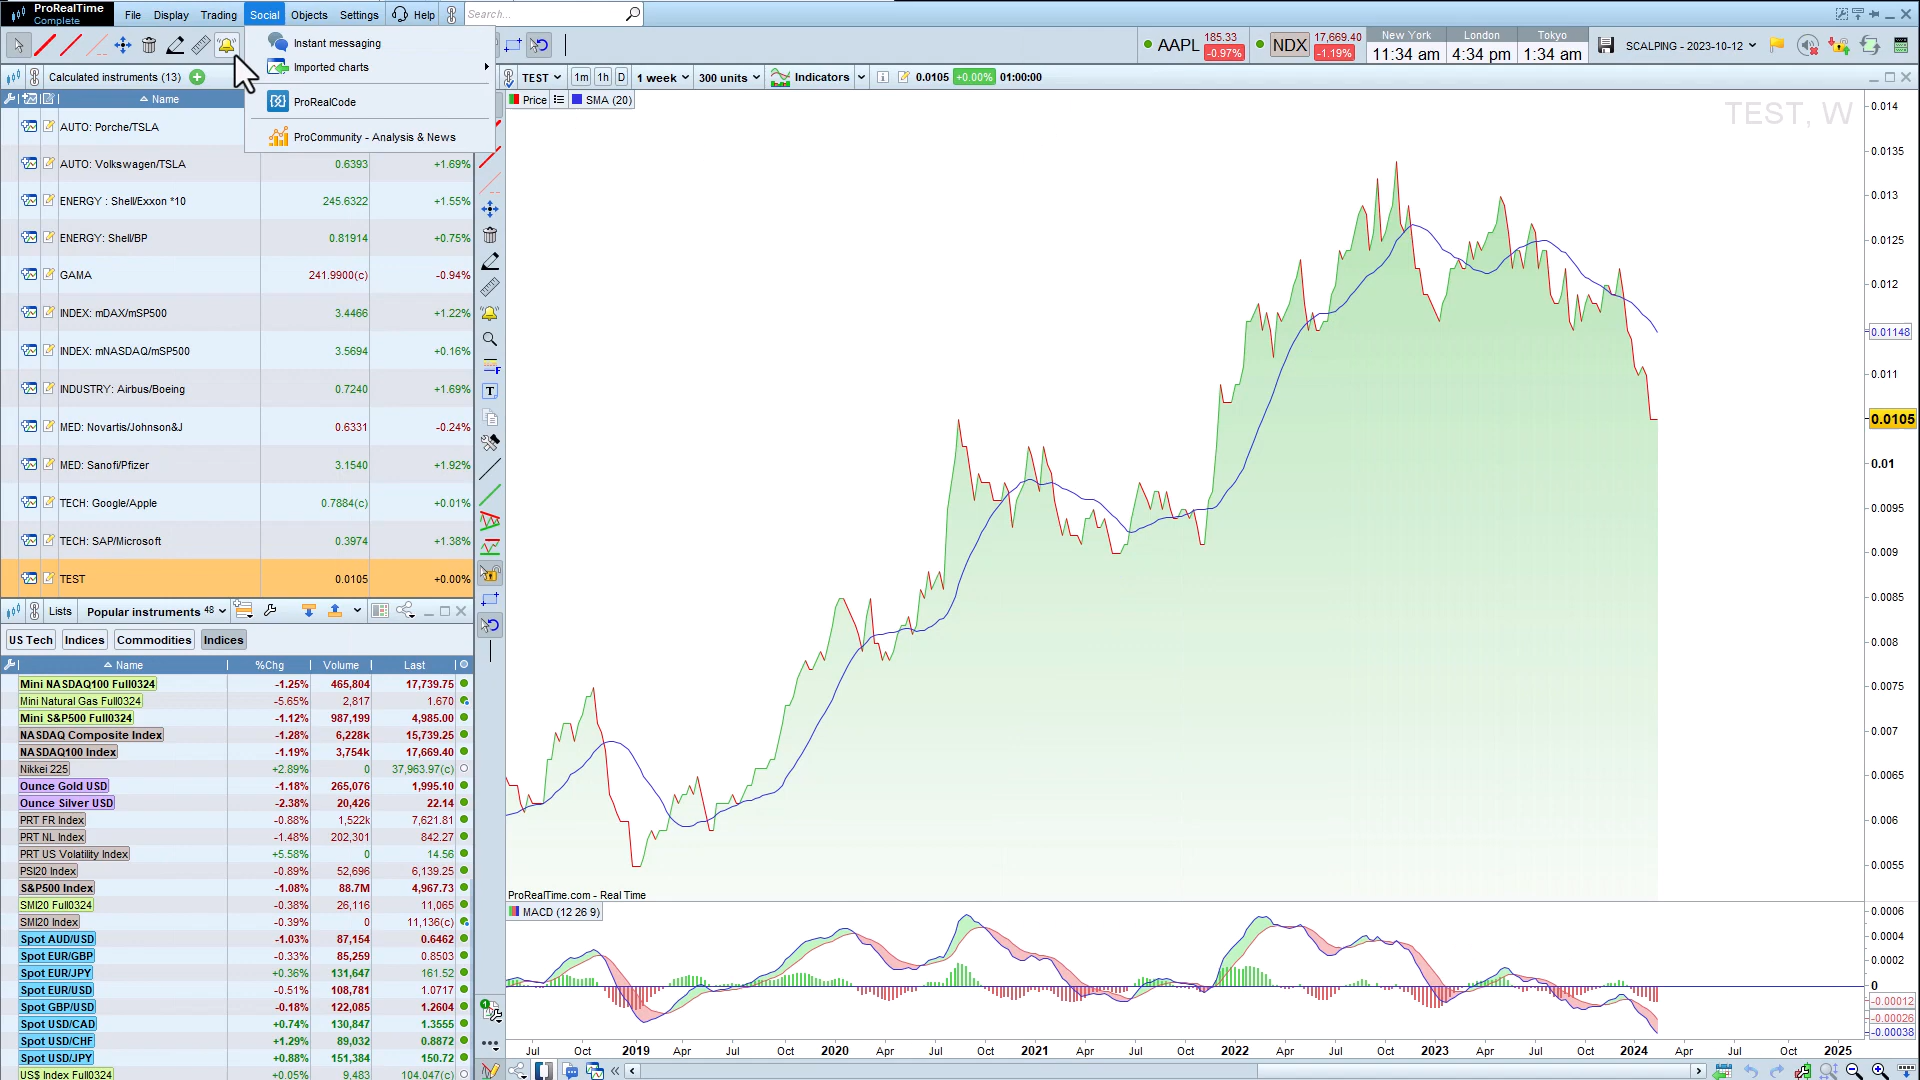 ProRealTime
Complete
File Display Trading Social Objects Settings Help Search...
Instant messaging
Imported charts
ProRealCode
ProCommunity - Analysis & News
AAPL 185.33 -0.97%
NDX 17,669.40 -1.19%
New York London Tokyo
11:34 am 4:34 pm 1:34 am
SCALPING - 2023-10-12
Calculated instruments (13)
Name
AUTO: Porche/TSLA
AUTO: Volkswagen/TSLA 0.6393 +1.69%
ENERGY : Shell/Exxon *10 245.6322 +1.55%
ENERGY: Shell/BP 0.81914 +0.75%
GAMA 241.9900(c) -0.94%
INDEX: mDAX/mSP500 3.4466 +1.22%
INDEX: mNASDAQ/mSP500 3.5694 +0.16%
INDUSTRY: Airbus/Boeing 0.7240 +1.69%
MED: Novartis/Johnson&J 0.6331 -0.24%
MED: Sanofi/Pfizer 3.1540 +1.92%
TECH: Google/Apple 0.7884(c) +0.01%
TECH: SAP/Microsoft 0.3974 +1.38%
TEST 0.0105 +0.00%
Lists Popular instruments 48
US Tech Indices Commodities Indices
Name %Chg Volume Last
Mini NASDAQ100 Full0324 -1.25% 465,804 17,739.75
Mini Natural Gas Full0324 -5.65% 2,817 1.670
Mini S&P500 Full0324 -1.12% 987,199 4,985.00
NASDAQ Composite Index -1.28% 6,228k 15,739.25
NASDAQ100 Index -1.19% 3,754k 17,669.40
Nikkei 225 +2.89% 0 37,963.97(c)
Ounce Gold USD -1.18% 265,076 1,995.10
Ounce Silver USD -2.38% 20,426 22.14
PRT FR Index -0.88% 1,522k 7,621.81
PRT NL Index -1.48% 202,301 842.27
PRT US Volatility Index +5.58% 0 14.56
PSI20 Index -0.89% 52,696 6,139.25
S&P500 Index -1.08% 88.7M 4,967.73
SMI20 Full0324 -0.38% 26,116 11,065
SMI20 Index -0.39% 0 11,136(c)
Spot AUD/USD -1.03% 87,154 0.6462
Spot EUR/GBP -0.33% 85,259 0.8503
Spot EUR/JPY +0.36% 131,647 161.52
Spot EUR/USD -0.51% 108,781 1.0717
Spot GBP/USD -0.18% 122,085 1.2604
Spot USD/CAD +0.74% 130,847 1.3555
Spot USD/CHF +1.29% 89,032 0.8872
Spot USD/JPY +0.88% 151,384 150.72
US$ Index Full0324 +0.05% 9,483 104.047(c)
TEST 1m 1h D 1 week 300 units Indicators 0.0105 +0.00% 01:00:00
Price SMA (20)
TEST, W
0.014
0.0135
0.013
0.0125
0.012
0.01148
0.011
0.0105
0.01
0.0095
0.009
0.0085
0.008
0.0075
0.007
0.0065
0.006
0.0055
ProRealTime.com - Real Time
MACD (12 26 9)
0.0006
0.0004
0.0002
0
-0.00012
-0.00026
-0.00038
Jul Oct 2019 Apr Jul Oct 2020 Apr Jul Oct 2021 Apr Jul Oct 2022 Apr Jul Oct 2023 Apr Jul Oct 2024 Apr Jul Oct 2025